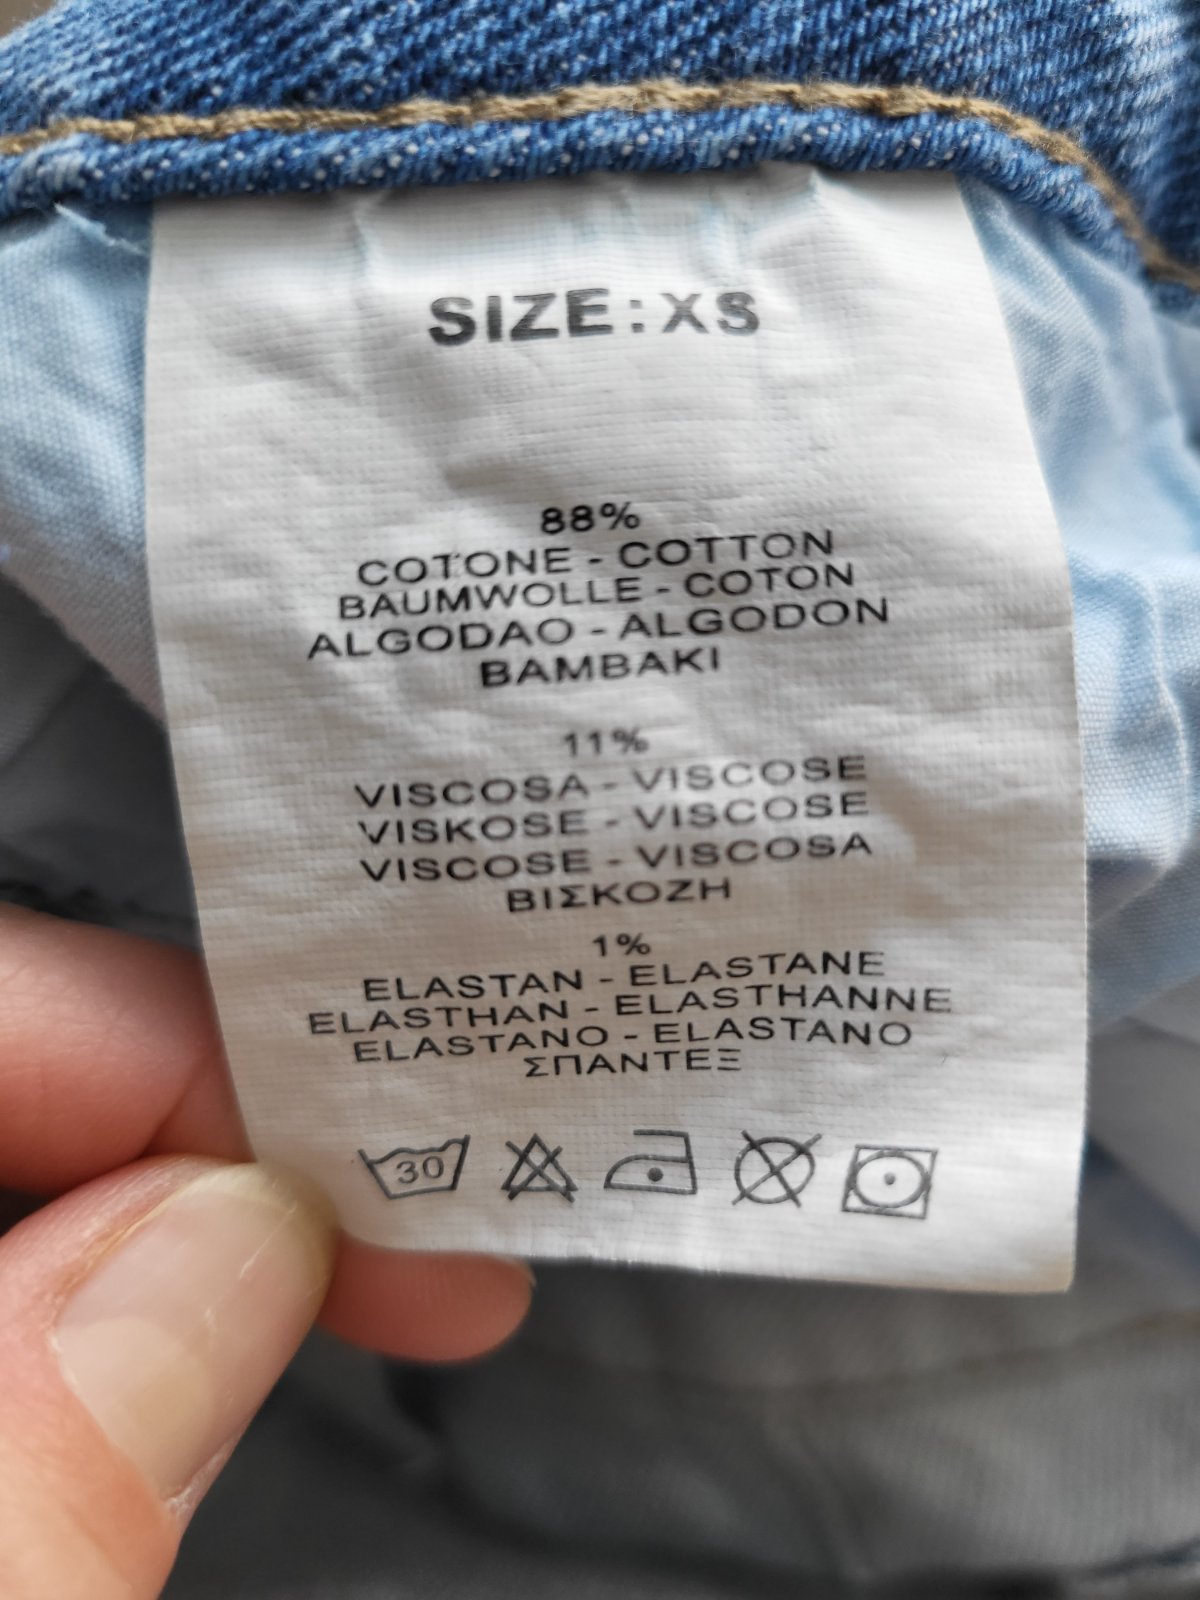 SIZE:XS
88%
COTONE - COTTON
BAUMWOLLE - COTON
ALGODAO - ALGODON
BAMBAKI
11%
VISCOSA - VISCOSE
VISKOSE - VISCOSE
VISCOSE - VISCOSA
ΒΙΣΚΟΖΗ
1%
ELASTAN - ELASTANE
ELASTHAN - ELASTHANNE
ELASTANO - ELASTANO
ΣΠΑΝΤΕΞ
30